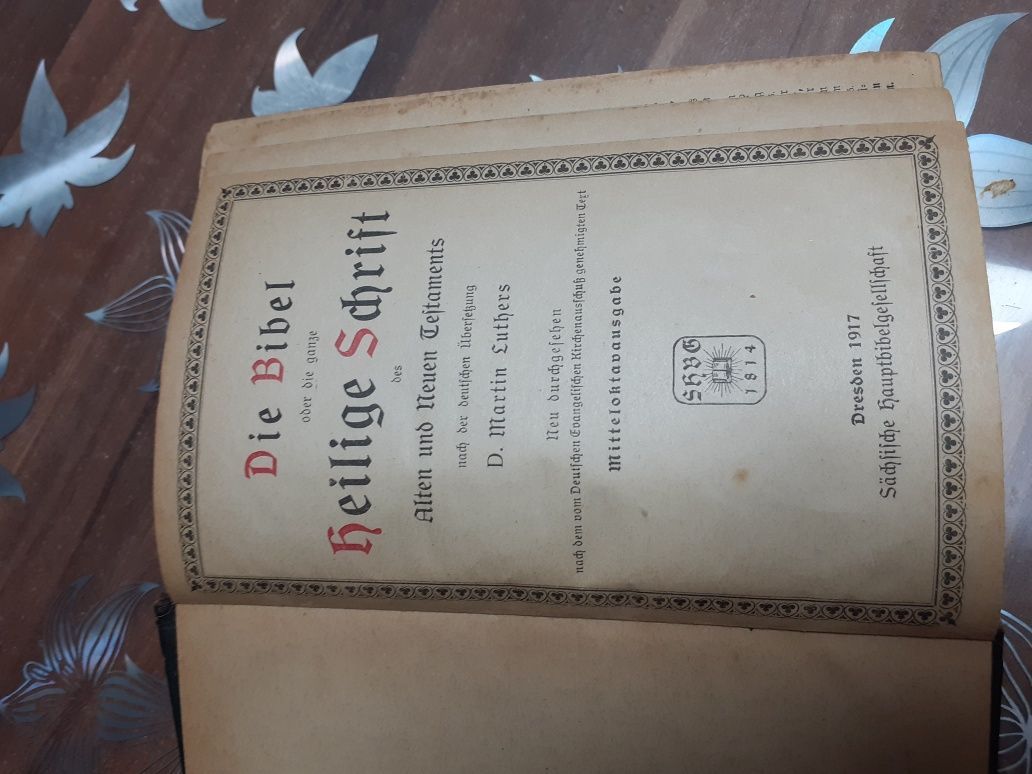 Die Bibel
oder die ganze
Heilige Schrift
des
Alten und Neuen Testaments
nach der deutschen Übersetzung
D. Martin Luthers
Neu durchgesehen
nach dem vom Deutschen Evangelischen Kirchenausschuß genehmigten Text
Mitteloktavausgabe
SHBG
1814
Dresden 1917
Sächsische Hauptbibelgesellschaft